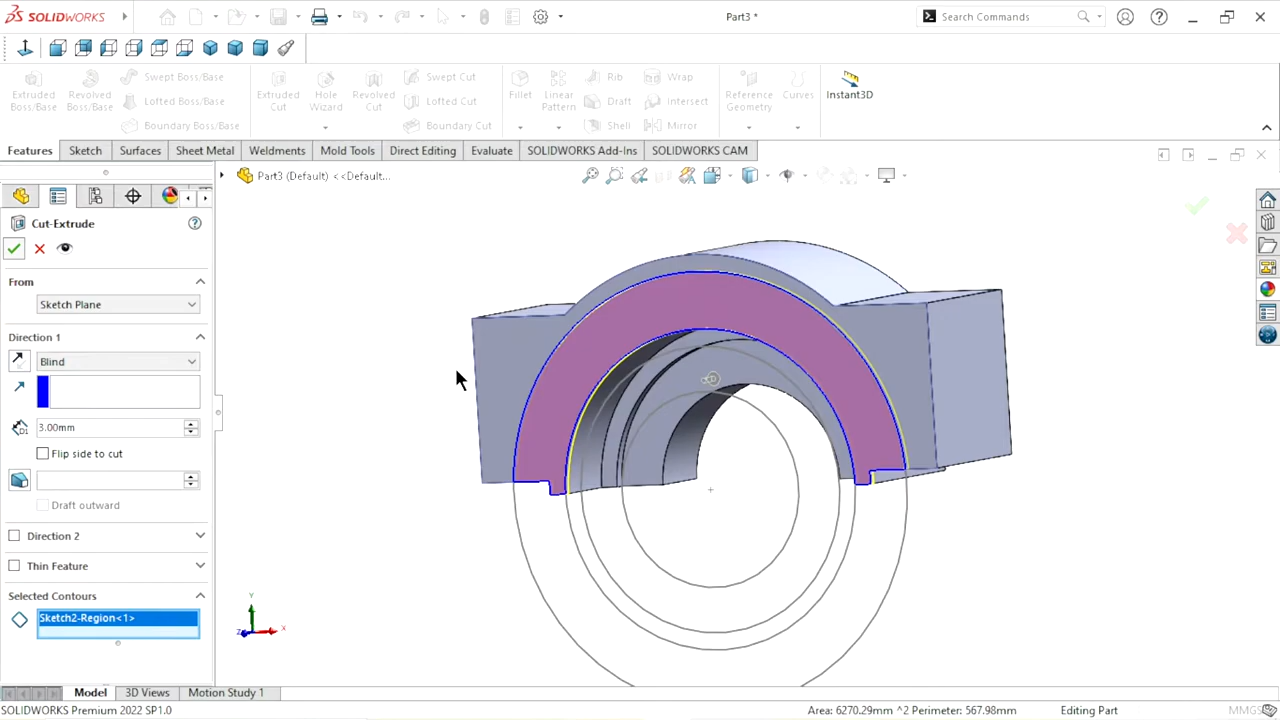 SOLIDWORKS
Part3 *
Search Commands
Extruded Boss/Base
Revolved Boss/Base
Swept Boss/Base
Lofted Boss/Base
Boundary Boss/Base
Extruded Cut
Hole Wizard
Revolved Cut
Swept Cut
Lofted Cut
Boundary Cut
Fillet
Linear Pattern
Rib
Draft
Shell
Wrap
Intersect
Mirror
Reference Geometry
Curves
Instant3D
Features Sketch Surfaces Sheet Metal Weldments Mold Tools Direct Editing Evaluate SOLIDWORKS Add-Ins SOLIDWORKS CAM
Part3 (Default) <<Default...
Cut-Extrude
From
Sketch Plane
Direction 1
Blind
3.00mm
Flip side to cut
Draft outward
Direction 2
Thin Feature
Selected Contours
Sketch2-Region<1>
Y
Z
X
Model 3D Views Motion Study 1
SOLIDWORKS Premium 2022 SP1.0
Area: 6270.29mm ^2 Perimeter: 567.98mm
Editing Part
MMGS